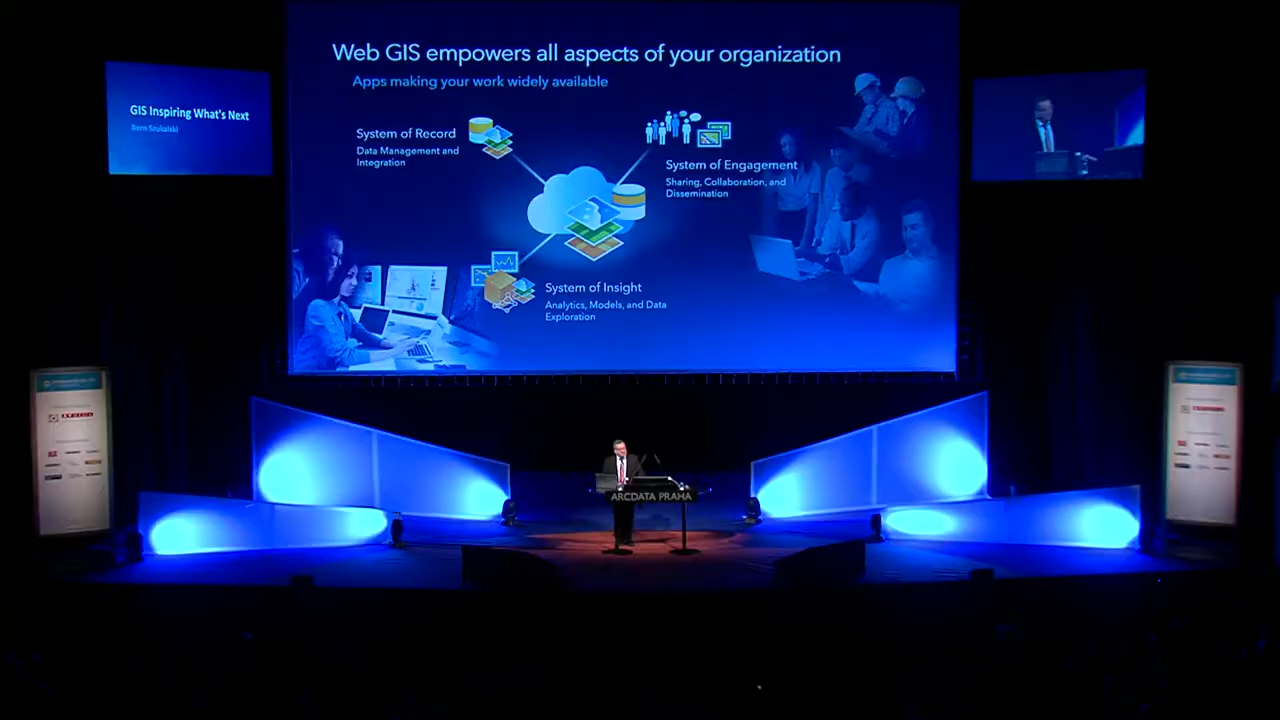 Web GIS empowers all aspects of your organization
Apps making your work widely available
GIS Inspiring What's Next
Bern Szukalski
System of Record
Data Management and
Integration
System of Engagement
Sharing, Collaboration, and
Dissemination
System of Insight
Analytics, Models, and Data
Exploration
ARCDATA PRAHA